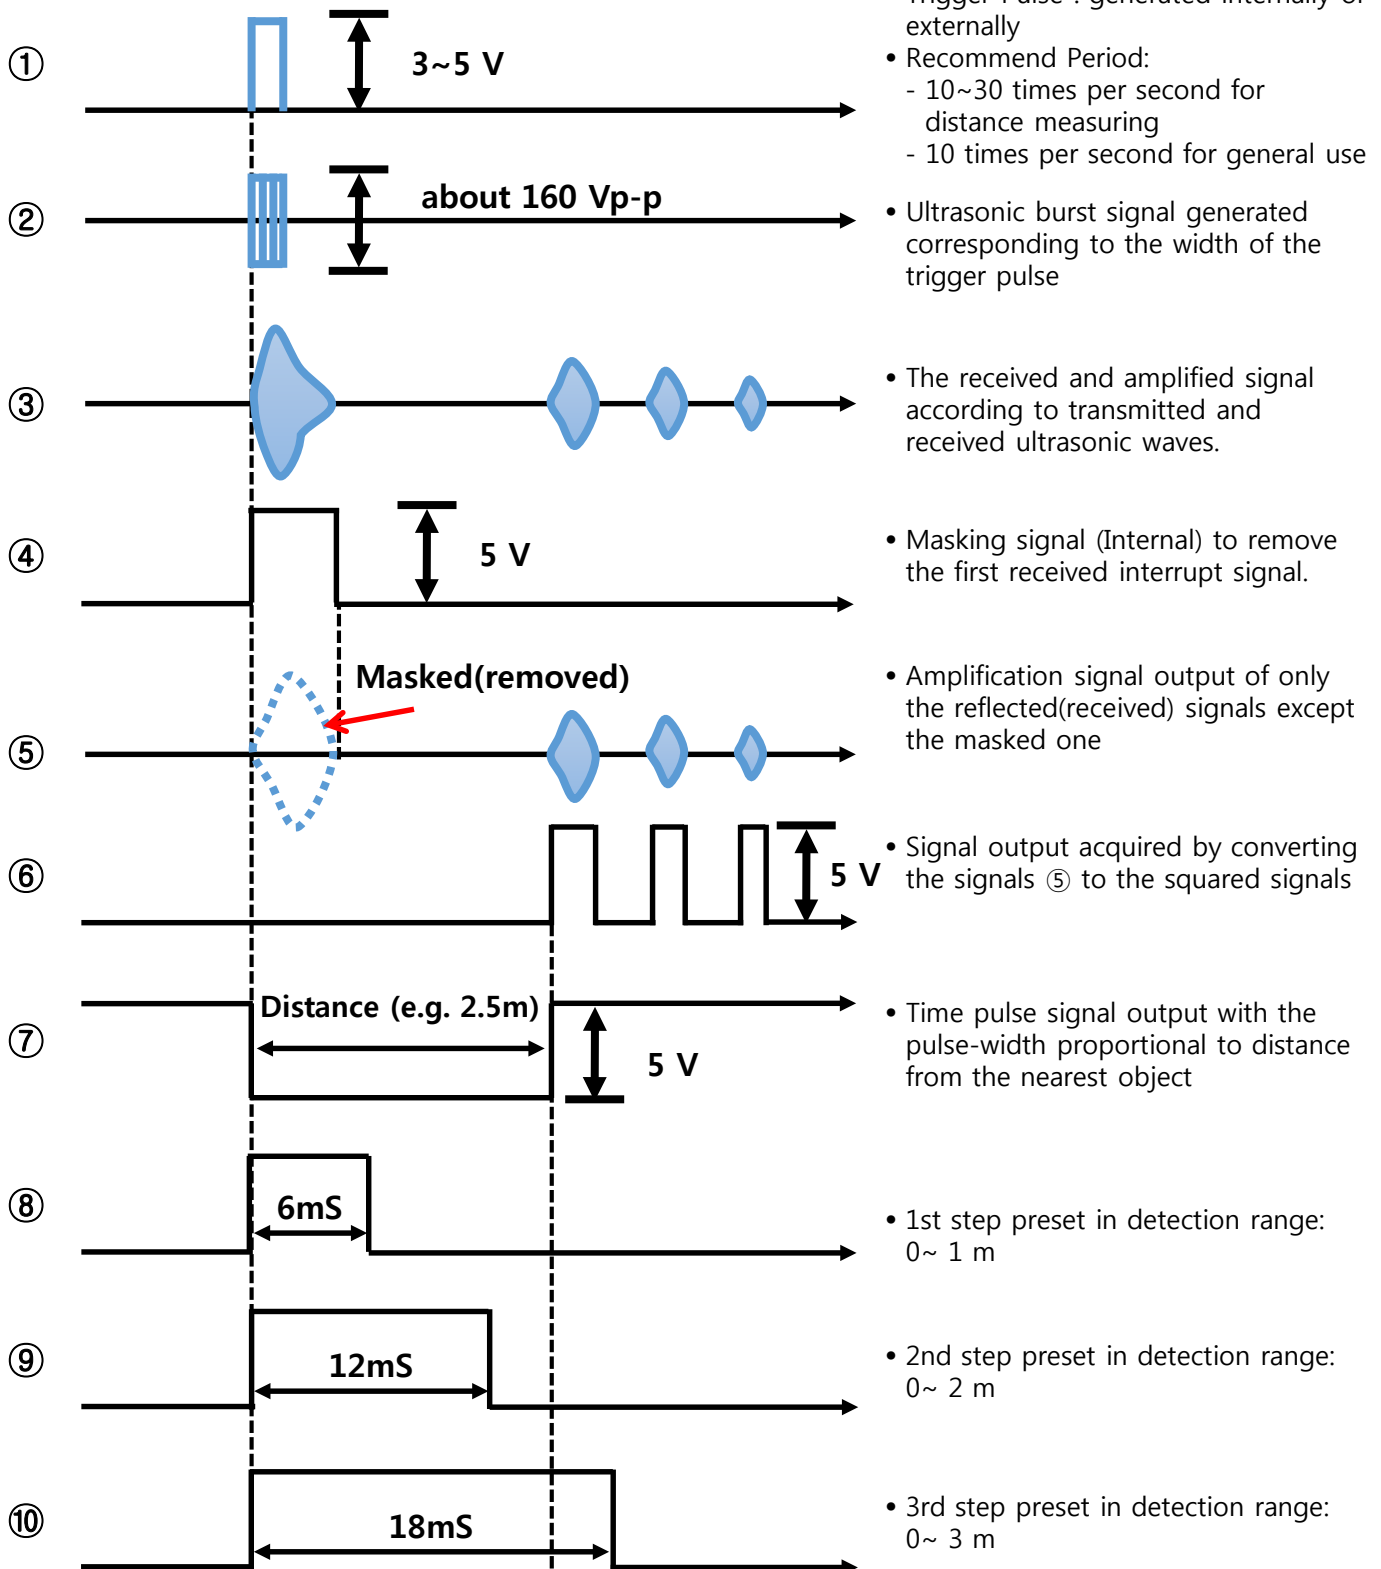 Trigger Pulse : generated internally or
externally
①
3~5 V
• Recommend Period:
- 10~30 times per second for
distance measuring
- 10 times per second for general use
②
about 160 Vp-p
• Ultrasonic burst signal generated
corresponding to the width of the
trigger pulse
③
• The received and amplified signal
according to transmitted and
received ultrasonic waves.
④
5 V
• Masking signal (Internal) to remove
the first received interrupt signal.
⑤
Masked(removed)
• Amplification signal output of only
the reflected(received) signals except
the masked one
⑥
5 V
• Signal output acquired by converting
the signals ⑤ to the squared signals
⑦
Distance (e.g. 2.5m)
5 V
• Time pulse signal output with the
pulse-width proportional to distance
from the nearest object
⑧
6mS
• 1st step preset in detection range:
0~ 1 m
⑨
12mS
• 2nd step preset in detection range:
0~ 2 m
⑩
18mS
• 3rd step preset in detection range:
0~ 3 m